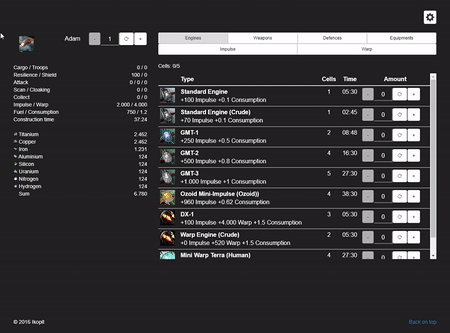 Adam - 1 +
Cargo / Troops 0 / 0
Resilience / Shield 100 / 0
Attack 0 / 0
Scan / Cloaking 0 / 0
Collect 0 / 0
Impulse / Warp 2.000 / 4.000
Fuel / Consumption 750 / 1.2
Construction time 37:24
Titanium 2.462
Copper 2.462
Iron 1.231
Aluminium 124
Silicon 124
Uranium 124
Nitrogen 124
Hydrogen 124
Sum 6.780
Engines Weapons Defences Equipments
Impulse Warp
Cells: 0/5
Type Cells Time Amount
Standard Engine 1 05:30 - 0 +
+100 Impulse +0.1 Consumption
Standard Engine (Crude) 1 02:45 - 0 +
+70 Impulse +0.1 Consumption
GMT-1 2 08:48 - 0 +
+250 Impulse +0.5 Consumption
GMT-2 4 16:30 - 0 +
+500 Impulse +0.8 Consumption
GMT-3 5 27:30 - 0 +
+1.000 Impulse +1 Consumption
Ozoid Mini-Impulse (Ozoid) 4 38:30 - 0 +
+960 Impulse +0.62 Consumption
DX-1 3 05:30 - 0 +
+100 Impulse +4.000 Warp +1.5 Consumption
Warp Engine (Crude) 2 05:30 - 0 +
+0 Impulse +520 Warp +1.5 Consumption
Mini Warp Terra (Human) 4 27:30 - 0 +
© 2016 Ikopit
Back on top